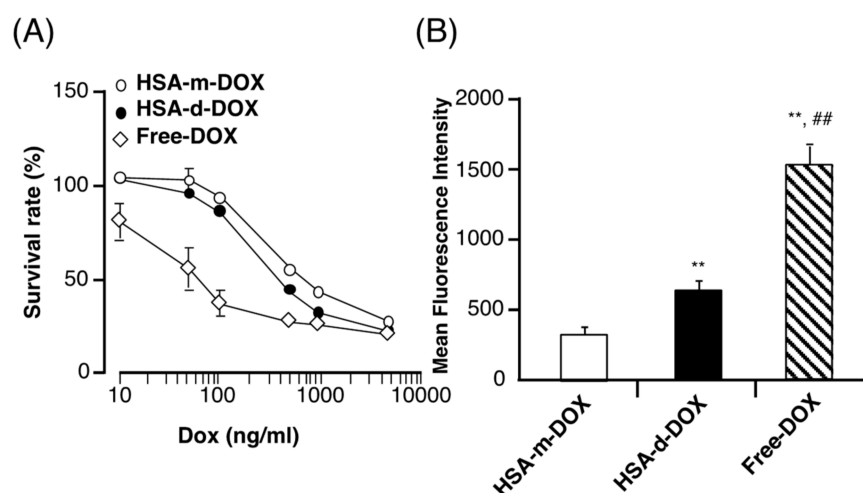 (A)
HSA-m-DOX
HSA-d-DOX
Free-DOX
150
100
50
0
Survival rate (%)
10 100 1000 10000
Dox (ng/ml)
(B)
2000
1500
1000
500
0
Mean Fluorescence Intensity
**
**, ##
HSA-m-DOX
HSA-d-DOX
Free-DOX